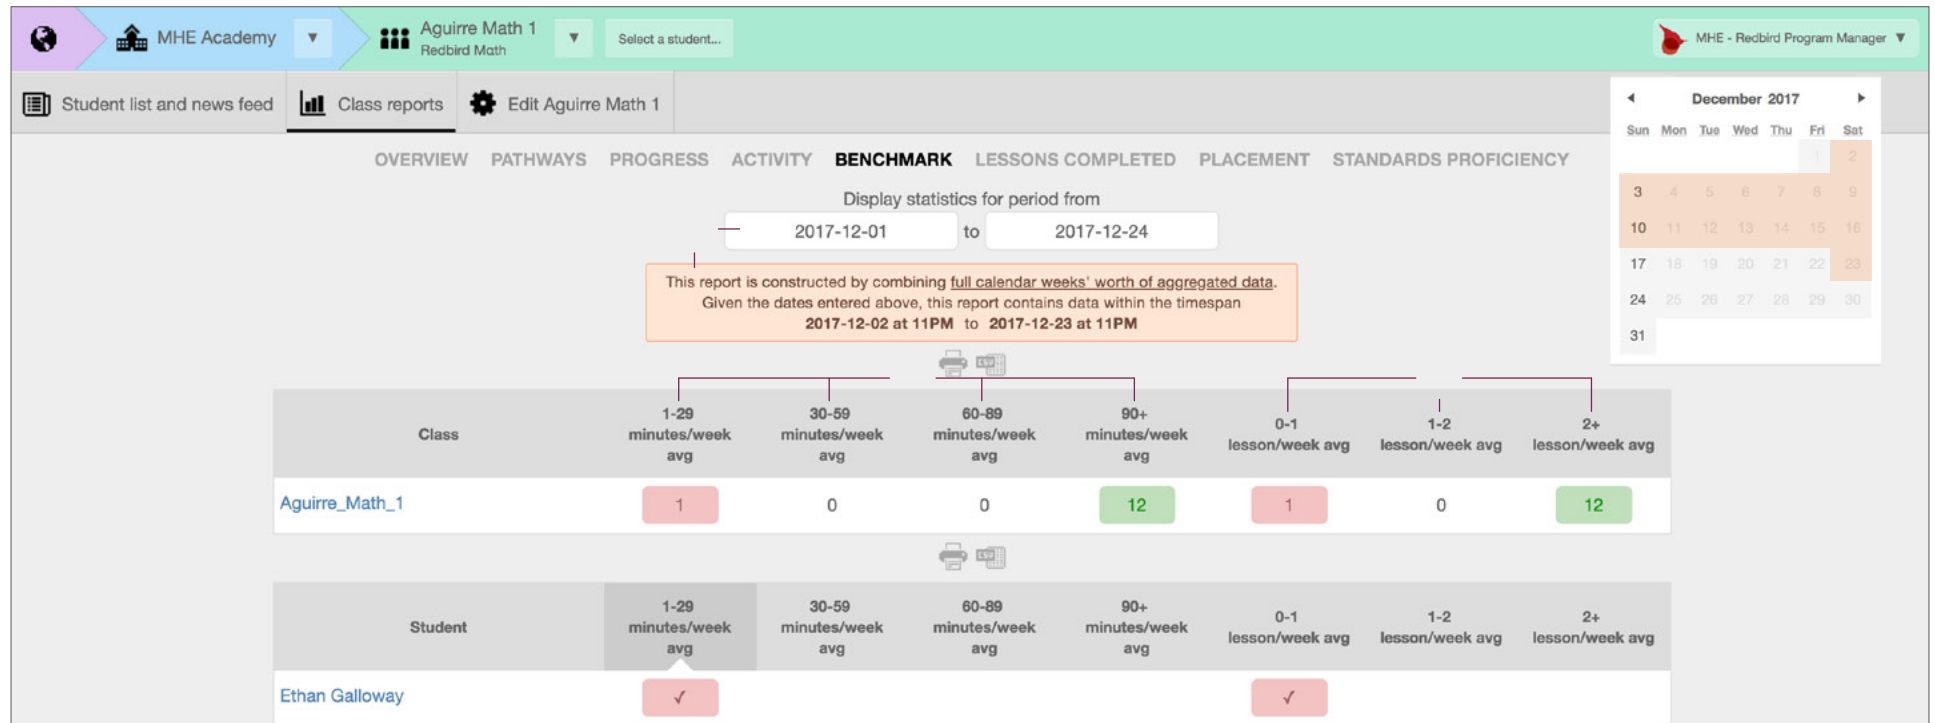 MHE Academy ▼ Aguirre Math 1 ▼ Select a student... MHE - Redbird Program Manager ▼
Redbird Math
Student list and news feed Class reports Edit Aguirre Math 1
◀ December 2017 ▶
Sun Mon Tue Wed Thu Fri Sat
1 2
3 4 5 6 7 8 9
10 11 12 13 14 15 16
17 18 19 20 21 22 23
24 25 26 27 28 29 30
31
OVERVIEW PATHWAYS PROGRESS ACTIVITY BENCHMARK LESSONS COMPLETED PLACEMENT STANDARDS PROFICIENCY
Display statistics for period from
2017-12-01 to 2017-12-24
This report is constructed by combining full calendar weeks' worth of aggregated data.
Given the dates entered above, this report contains data within the timespan
2017-12-02 at 11PM to 2017-12-23 at 11PM
CSV
Class
1-29 minutes/week avg
30-59 minutes/week avg
60-89 minutes/week avg
90+ minutes/week avg
0-1 lesson/week avg
1-2 lesson/week avg
2+ lesson/week avg
Aguirre_Math_1 1 0 0 12 1 0 12
CSV
Student
1-29 minutes/week avg
30-59 minutes/week avg
60-89 minutes/week avg
90+ minutes/week avg
0-1 lesson/week avg
1-2 lesson/week avg
2+ lesson/week avg
Ethan Galloway ✓ ✓